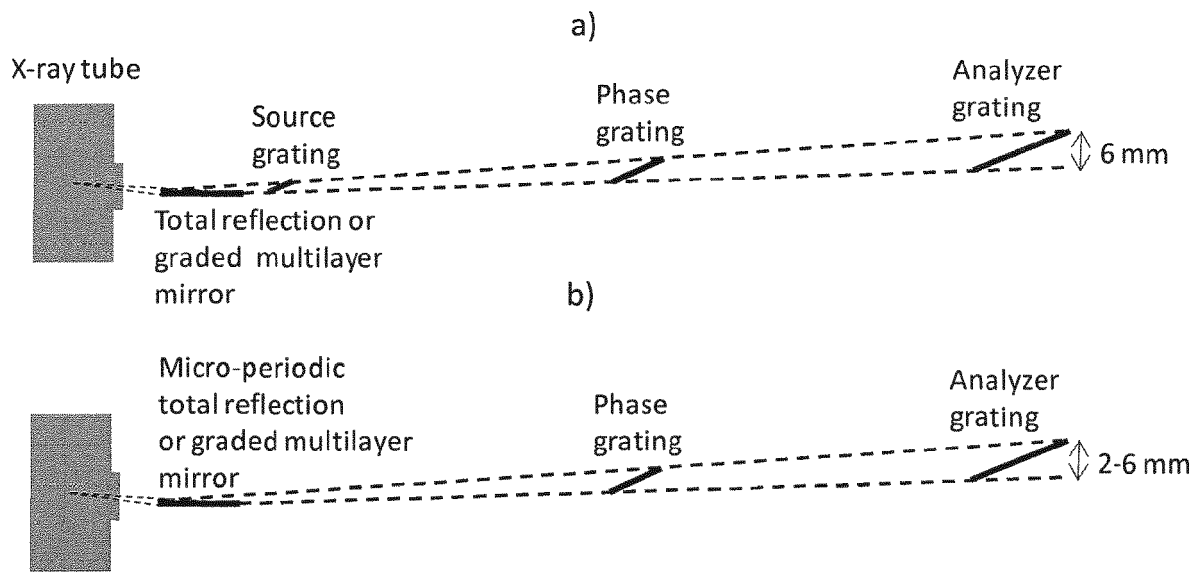 a)
X-ray tube
Source
grating
Phase
grating
Analyzer
grating
6 mm
Total reflection or
graded multilayer
mirror
b)
Micro-periodic
total reflection
or graded multilayer
mirror
Phase
grating
Analyzer
grating
2-6 mm